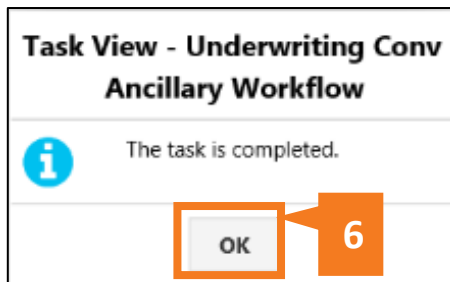 Task View - Underwriting Conv
Ancillary Workflow
The task is completed.
OK
6